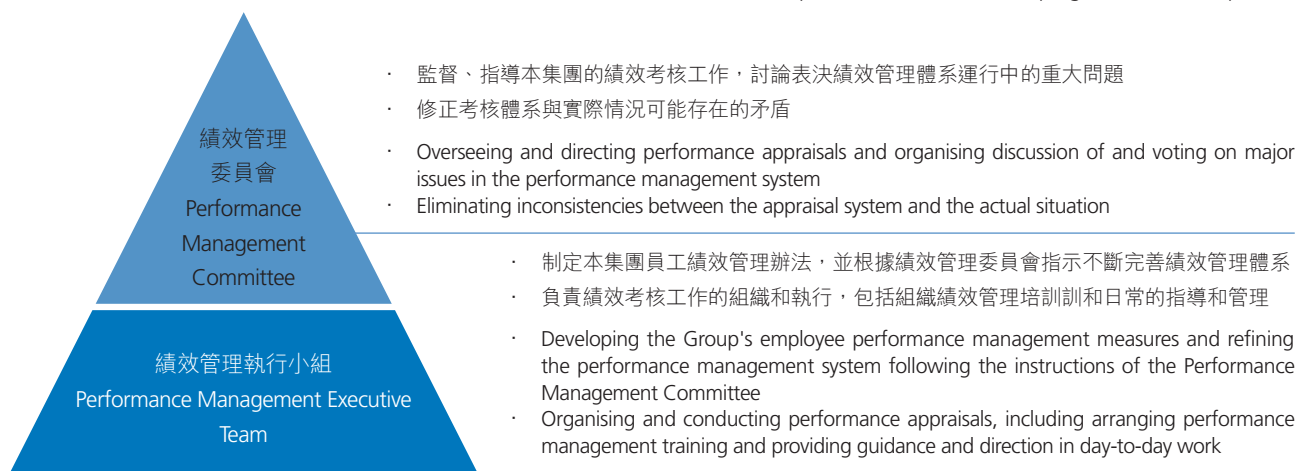 績效管理
委員會
Performance
Management
Committee
· 監督、指導本集團的績效考核工作，討論表決績效管理體系運行中的重大問題
· 修正考核體系與實際情況可能存在的矛盾
· Overseeing and directing performance appraisals and organising discussion of and voting on major
issues in the performance management system
· Eliminating inconsistencies between the appraisal system and the actual situation
績效管理執行小組
Performance Management Executive
Team
· 制定本集團員工績效管理辦法，並根據績效管理委員會指示不斷完善績效管理體系
· 負責績效考核工作的組織和執行，包括組織績效管理培訓訓和日常的指導和管理
· Developing the Group's employee performance management measures and refining
the performance management system following the instructions of the Performance
Management Committee
· Organising and conducting performance appraisals, including arranging performance
management training and providing guidance and direction in day-to-day work